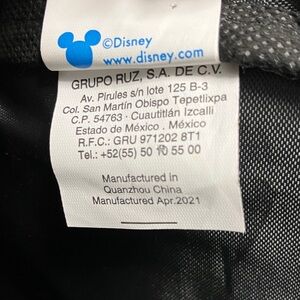 ©Disney
www.disney.com
GRUPO RUZ, S.A. DE C.V.
Av. Pirules s/n lote 125 B-3
Col. San Martín Obispo Tepetlixpa
C.P. 54763 · Cuautitlán Izcalli
Estado de México . México
R.F.C.: GRU 971202 8T1
Tel.: +52(55) 50 10 55 00
Manufactured in
Quanzhou China
Manufactured Apr.2021